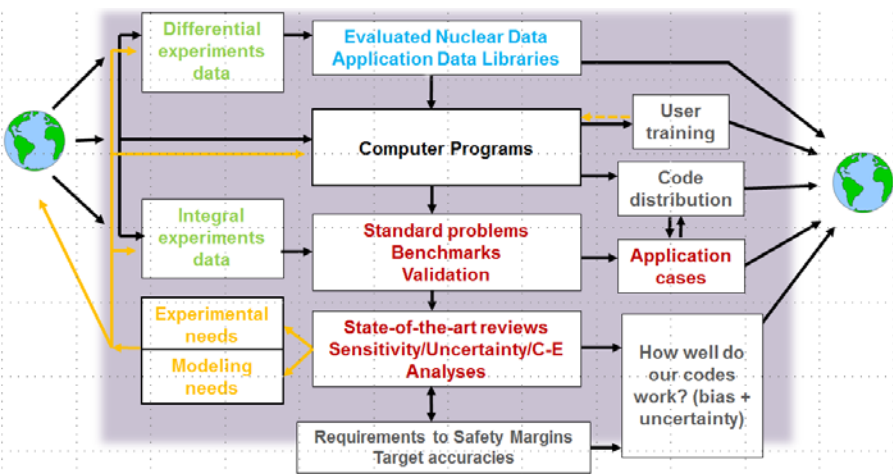 Differential
experiments
data
Evaluated Nuclear Data
Application Data Libraries
Computer Programs
User
training
Code
distribution
Integral
experiments
data
Standard problems
Benchmarks
Validation
Application
cases
Experimental
needs
Modeling
needs
State-of-the-art reviews
Sensitivity/Uncertainty/C-E
Analyses
How well do
our codes
work? (bias +
uncertainty)
Requirements to Safety Margins
Target accuracies